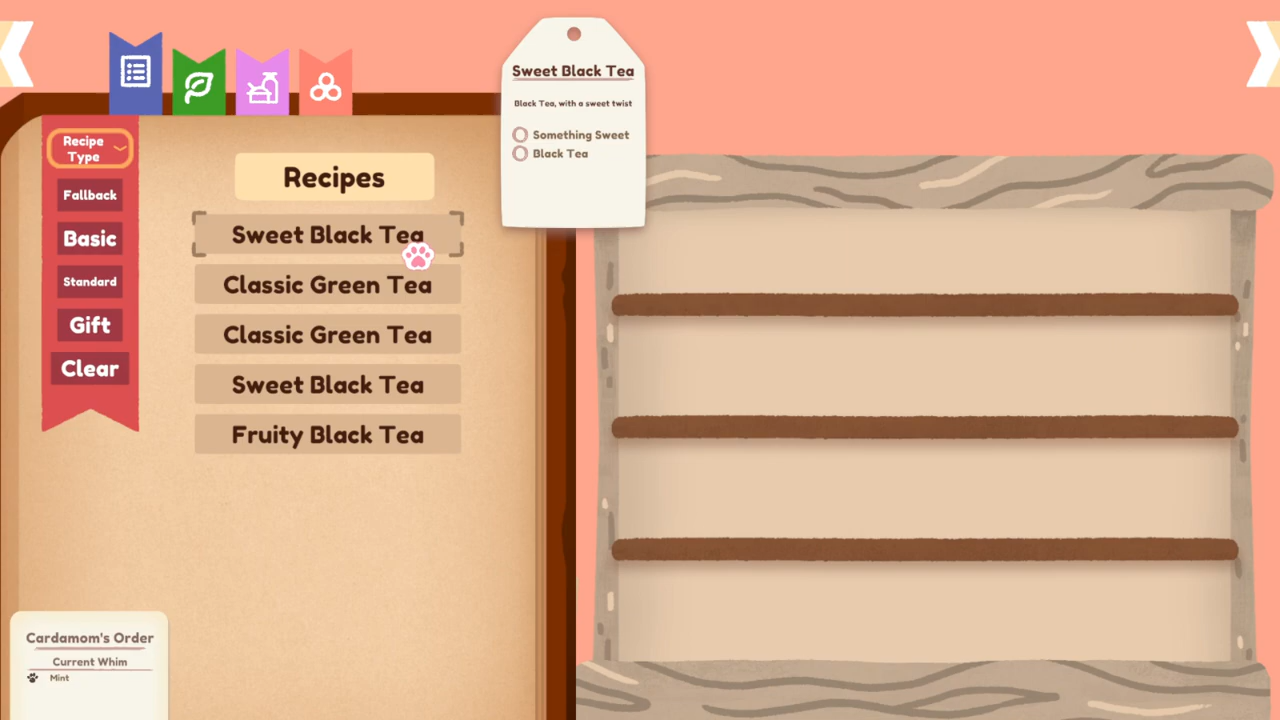 Sweet Black Tea
Black Tea, with a sweet twist
Something Sweet
Black Tea
Recipe
Type
Fallback
Basic
Standard
Gift
Clear
Recipes
Sweet Black Tea
Classic Green Tea
Classic Green Tea
Sweet Black Tea
Fruity Black Tea
Cardamom's Order
Current Whim
Mint